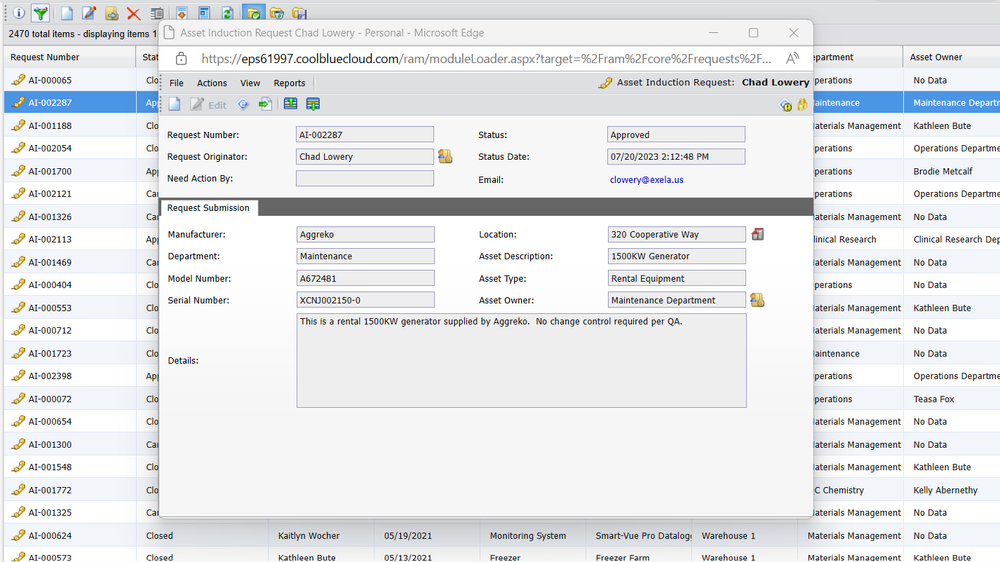 2470 total items - displaying items 1
Request Number
Asset Owner
Asset Induction Request Chad Lowery - Personal - Microsoft Edge
https://eps61997.coolbluecloud.com/ram/moduleLoader.aspx?target=%2Fram%2Fcore%2Frequests%2F...
File Actions View Reports
Asset Induction Request: Chad Lowery
Edit
Request Number: AI-002287 Status: Approved
Request Originator: Chad Lowery Status Date: 07/20/2023 2:12:48 PM
Need Action By: Email: clowery@exela.us
Request Submission
Manufacturer: Aggreko Location: 320 Cooperative Way
Department: Maintenance Asset Description: 1500KW Generator
Model Number: A672481 Asset Type: Rental Equipment
Serial Number: XCNJ002150-0 Asset Owner: Maintenance Department
This is a rental 1500KW generator supplied by Aggreko. No change control required per QA.
Details:
AI-000065 Clo perations No Data
AI-002287 Ap aintenance Maintenance Departm
AI-001188 Clo aterials Management Kathleen Bute
AI-002054 Clo perations Operations Departme
AI-001700 App perations Brodie Metcalf
AI-002121 Can perations Operations Departme
AI-001326 Can aterials Management No Data
AI-002113 App linical Research Clinical Research Dep
AI-001469 Can aterials Management No Data
AI-000404 Clo perations No Data
AI-000553 Clo aterials Management Kathleen Bute
AI-000712 Clo aterials Management No Data
AI-001723 Clo aintenance No Data
AI-002398 App perations Operations Departme
AI-000072 Clo perations Teasa Fox
AI-000654 Clo aterials Management No Data
AI-001300 Can aterials Management No Data
AI-001548 Clo aterials Management Kathleen Bute
AI-001772 Clo C Chemistry Kelly Abernethy
AI-001325 Can aterials Management No Data
AI-000624 Closed Kaitlyn Wocher 05/19/2021 Monitoring System Smart-Vue Pro Datalogg Warehouse 1 Materials Management No Data
AI-000573 Closed Kathleen Bute 05/13/2021 Freezer Freezer Farm Warehouse 1 Materials Management Kathleen Bute